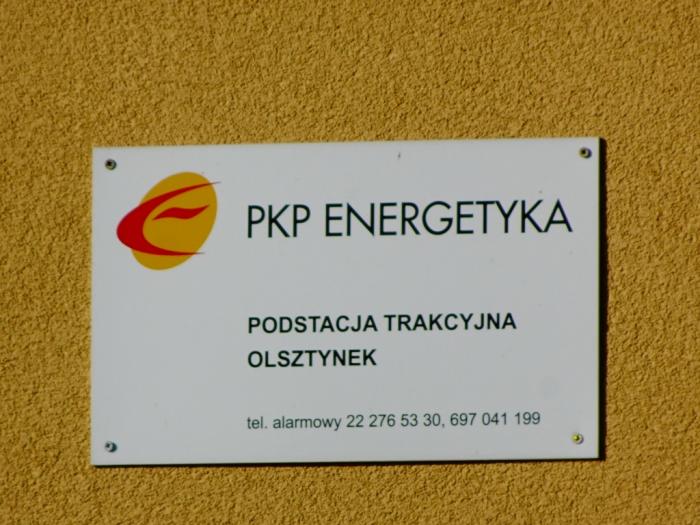 PKP ENERGETYKA
PODSTACJA TRAKCYJNA
OLSZTYNEK
tel. alarmowy 22 276 53 30, 697 041 199